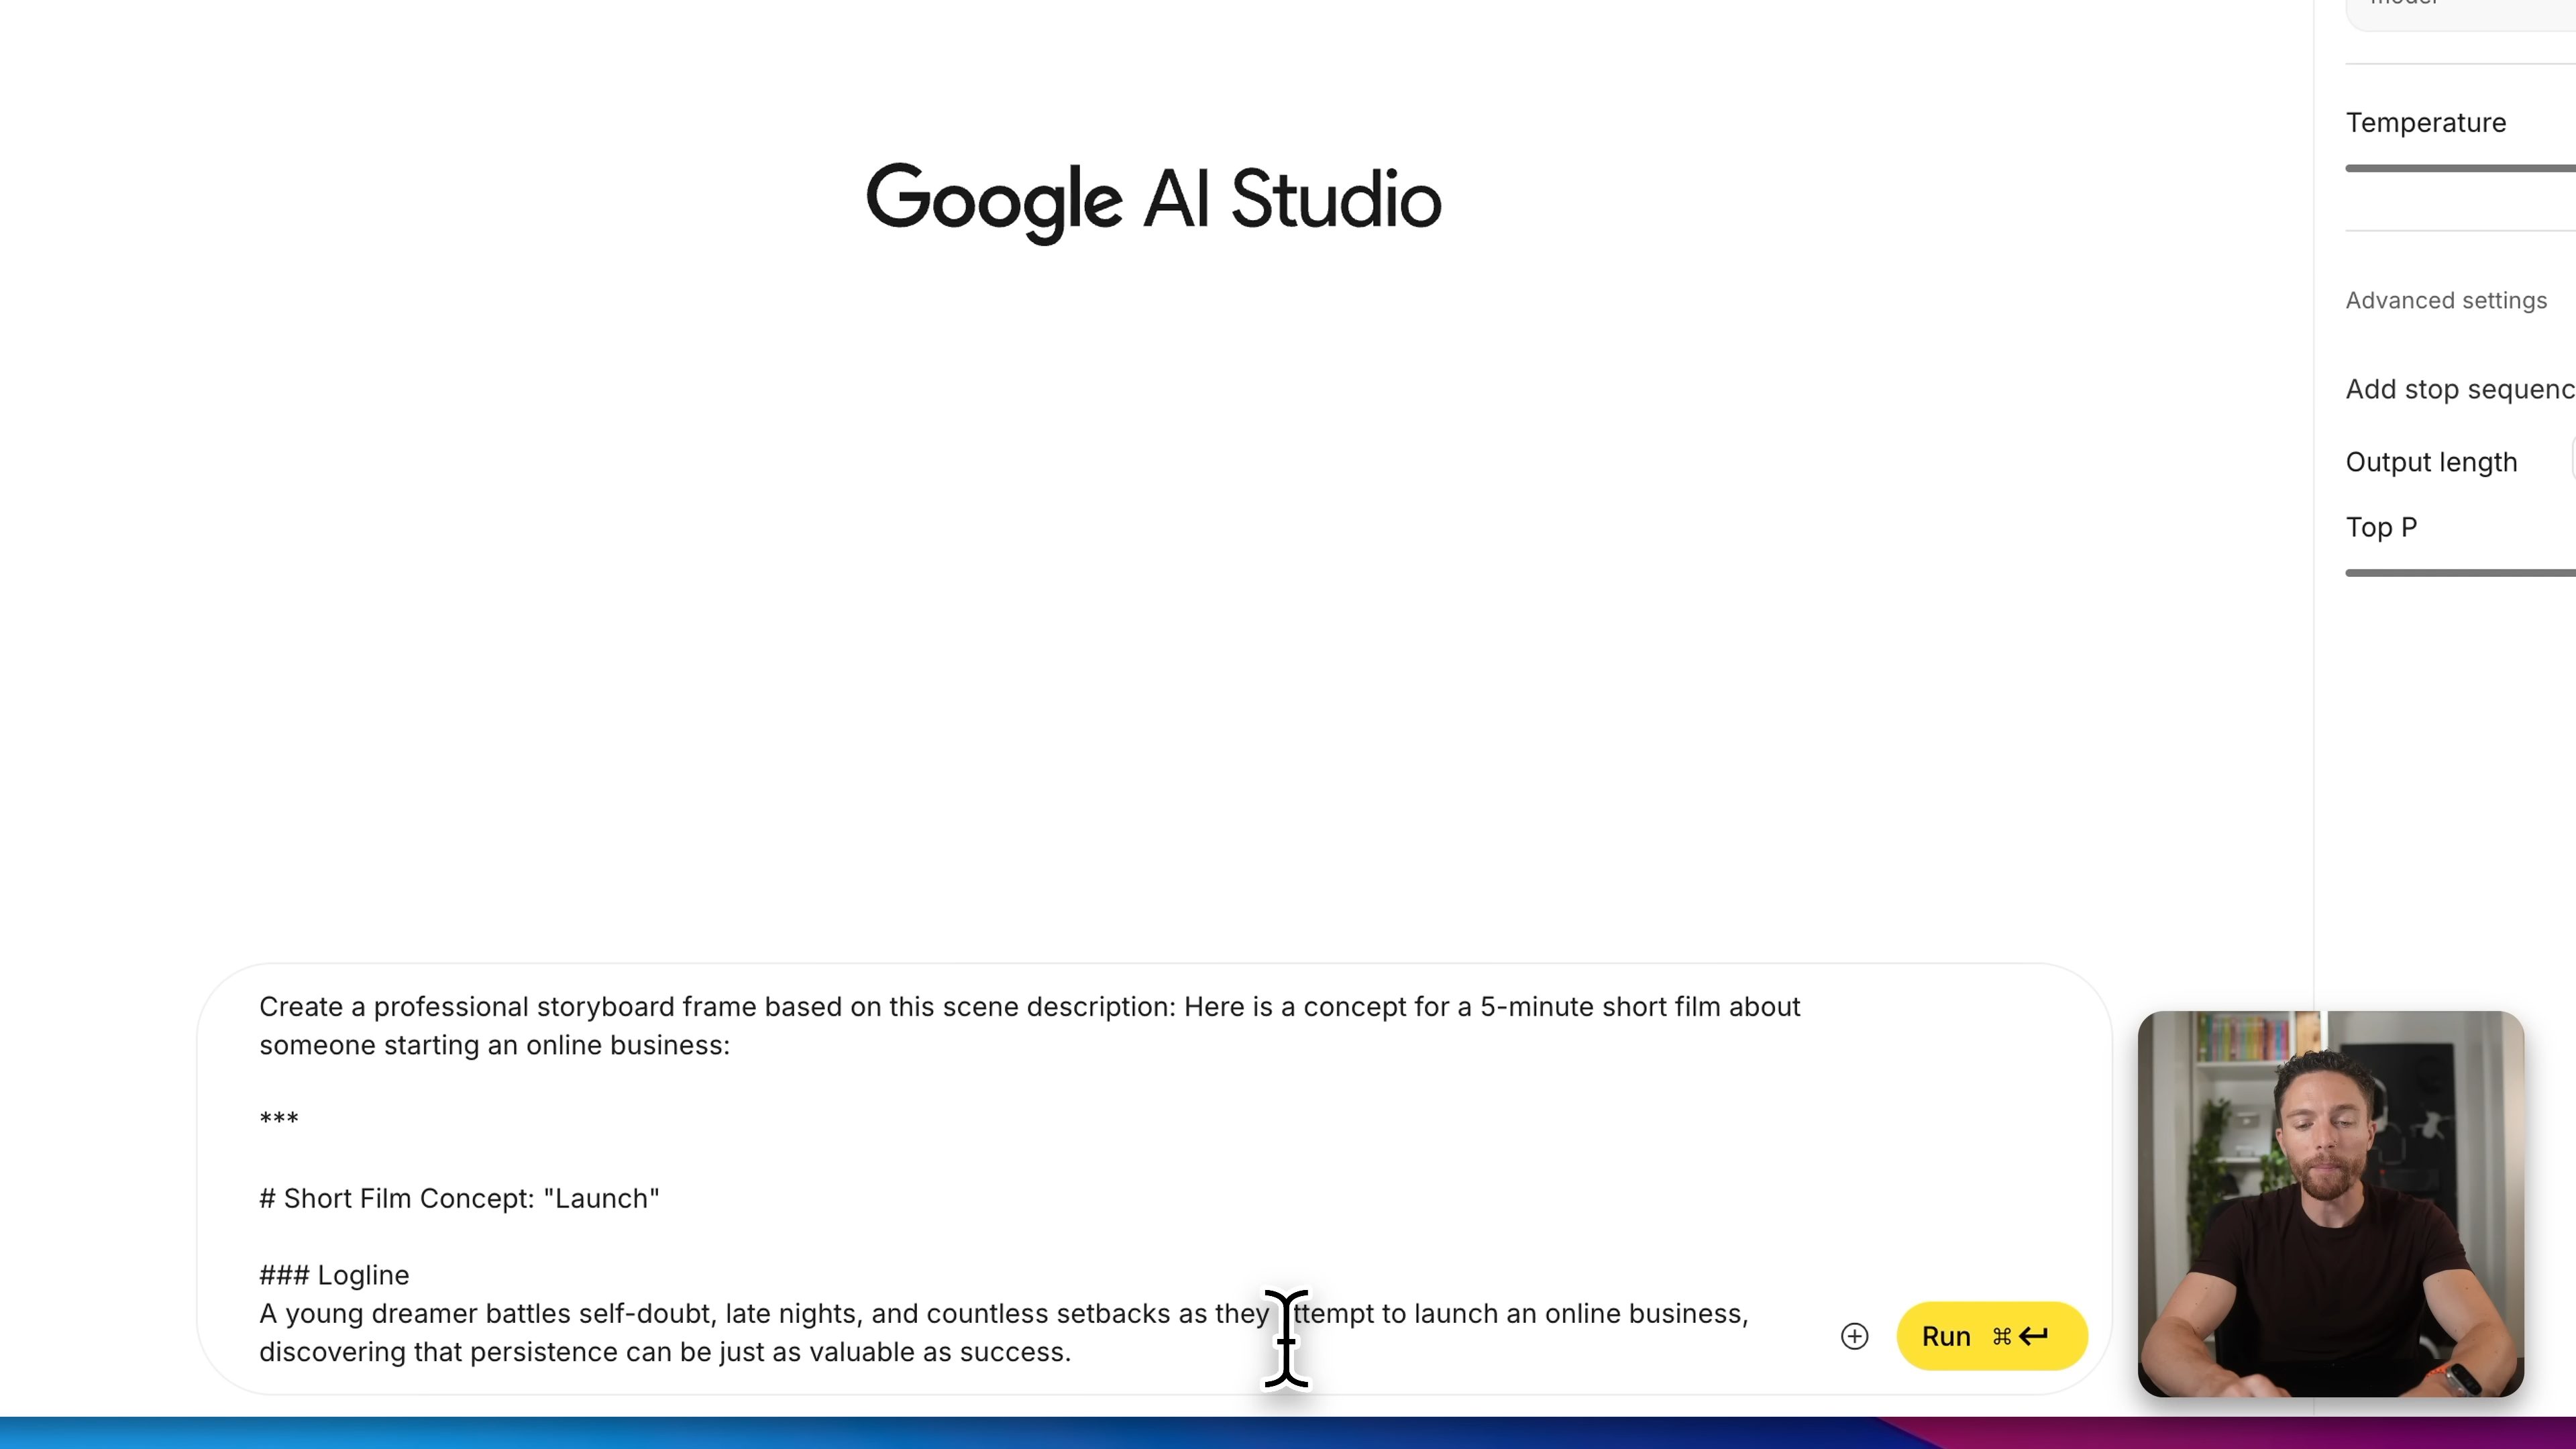 Google AI Studio
Create a professional storyboard frame based on this scene description: Here is a concept for a 5-minute short film about
someone starting an online business:
***
# Short Film Concept: "Launch"
### Logline
A young dreamer battles self-doubt, late nights, and countless setbacks as they attempt to launch an online business,
discovering that persistence can be just as valuable as success.
Run ⌘
Temperature
Advanced settings
Add stop sequenc
Output length
Top P